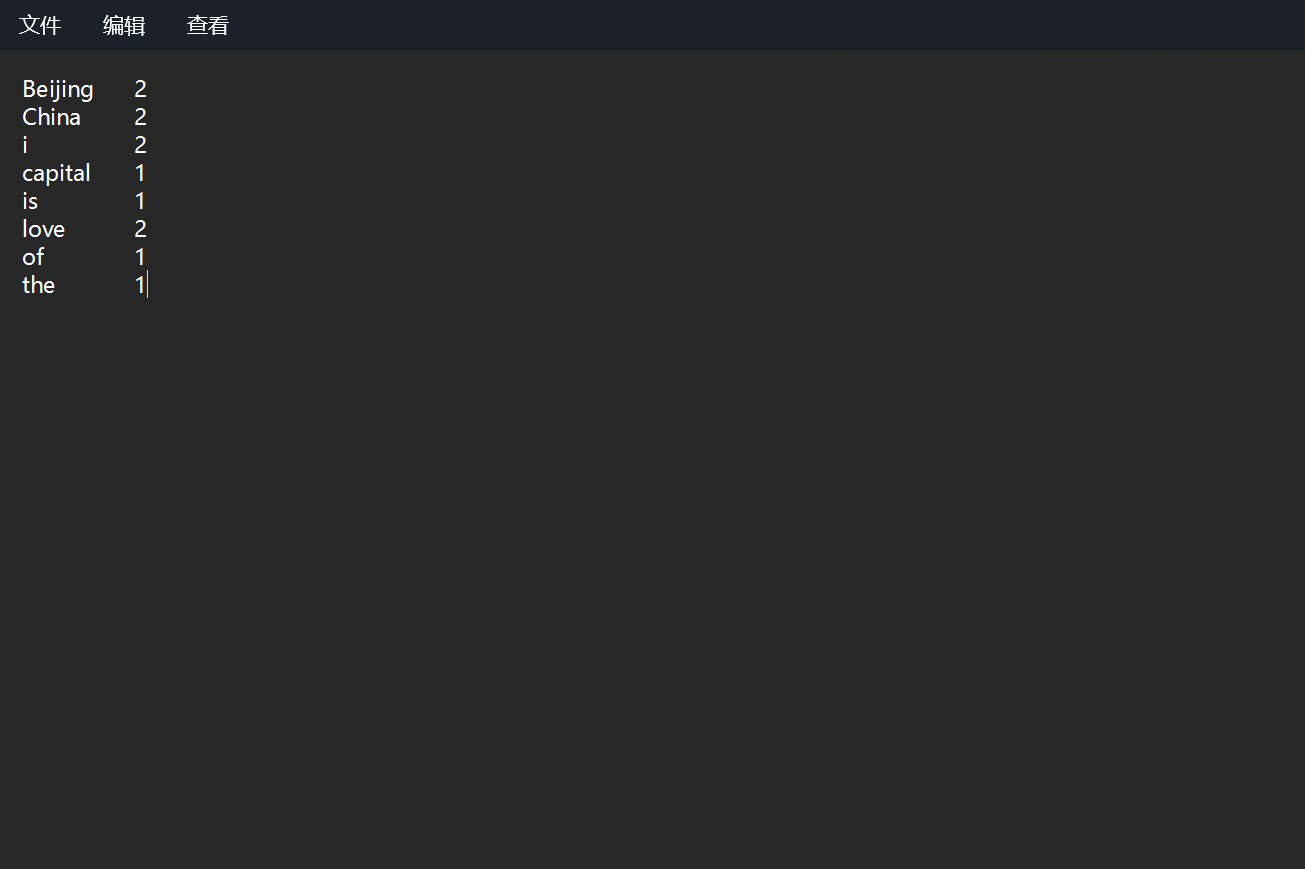 文件 编辑 查看
Beijing 2
China 2
i 2
capital 1
is 1
love 2
of 1
the 1